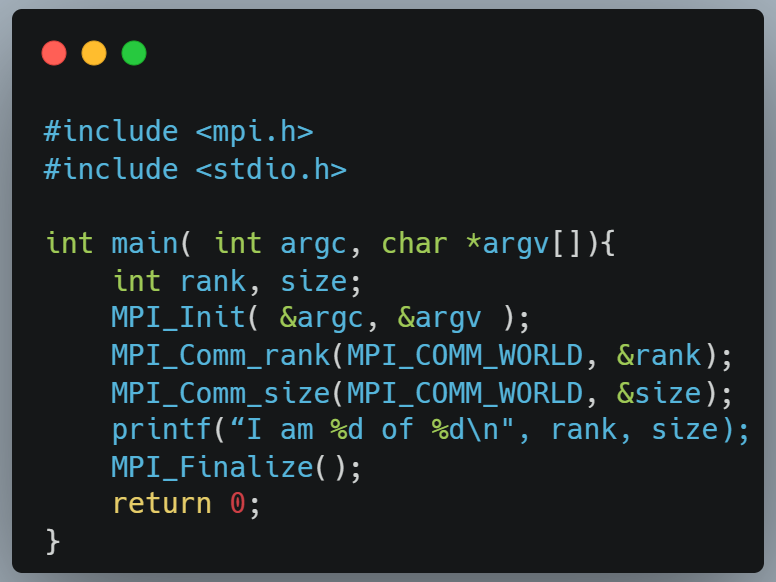 #include <mpi.h>
#include <stdio.h>

int main( int argc, char *argv[]){
    int rank, size;
    MPI_Init( &argc, &argv );
    MPI_Comm_rank(MPI_COMM_WORLD, &rank);
    MPI_Comm_size(MPI_COMM_WORLD, &size);
    printf(“I am %d of %d\n", rank, size);
    MPI_Finalize();
    return 0;
}